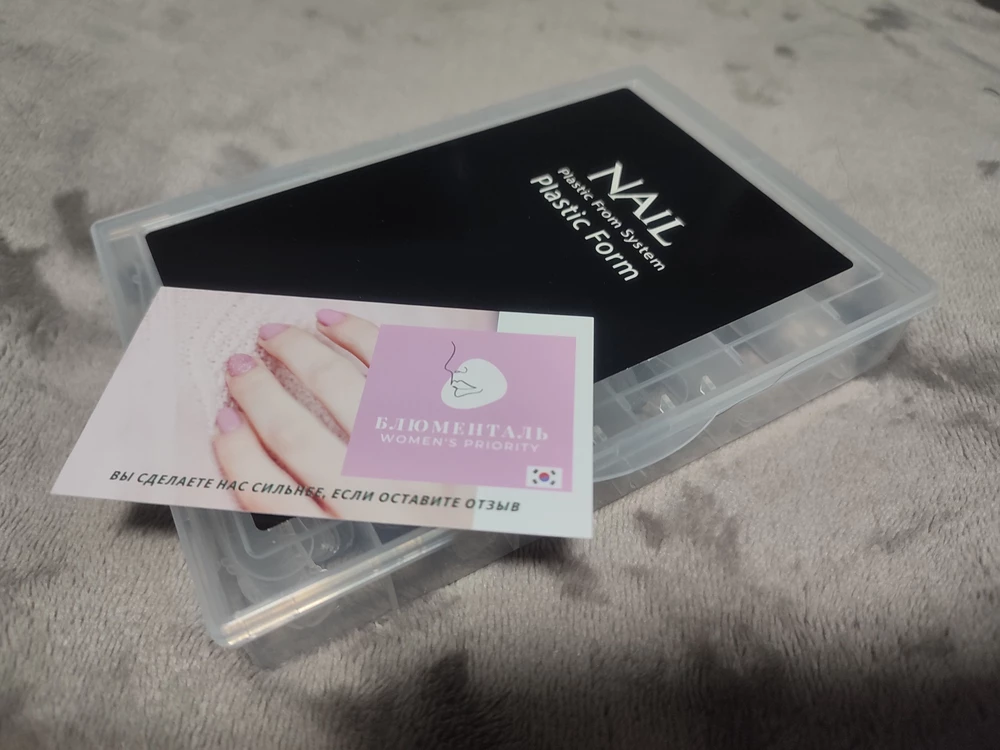 NAIL
Plastic From System
Plastic Form
БЛЮМЕНТАЛЬ
WOMEN'S PRIORITY
ВЫ СДЕЛАЕТЕ НАС СИЛЬНЕЕ, ЕСЛИ ОСТАВИТЕ ОТЗЫВ